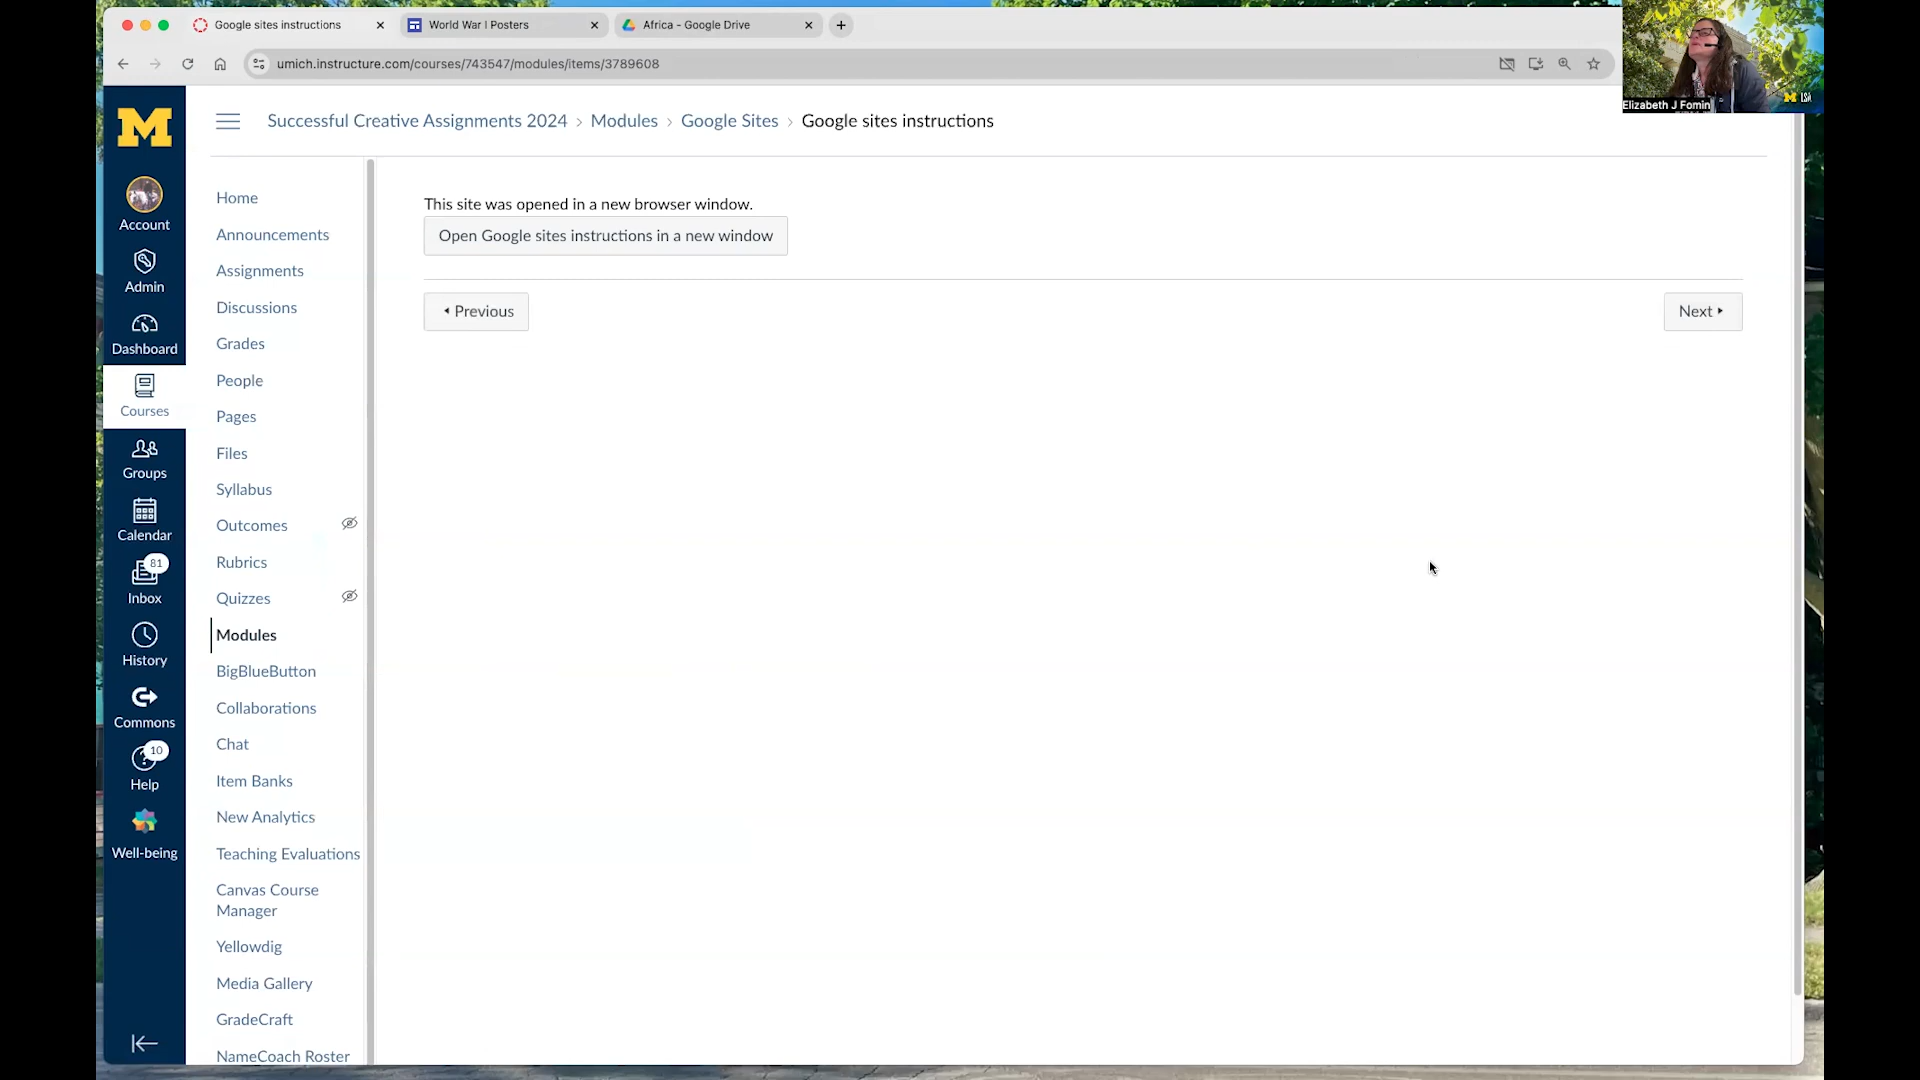 Google sites instructions
World War I Posters
Africa - Google Drive
umich.instructure.com/courses/743547/modules/items/3789608
Elizabeth J Fomin
M LSA
M
Successful Creative Assignments 2024 › Modules › Google Sites › Google sites instructions
Account
Admin
Dashboard
Courses
Groups
Calendar
81
Inbox
History
Commons
10
Help
Well-being
Home
Announcements
Assignments
Discussions
Grades
People
Pages
Files
Syllabus
Outcomes
Rubrics
Quizzes
Modules
BigBlueButton
Collaborations
Chat
Item Banks
New Analytics
Teaching Evaluations
Canvas Course
Manager
Yellowdig
Media Gallery
GradeCraft
NameCoach Roster
This site was opened in a new browser window.
Open Google sites instructions in a new window
Previous
Next